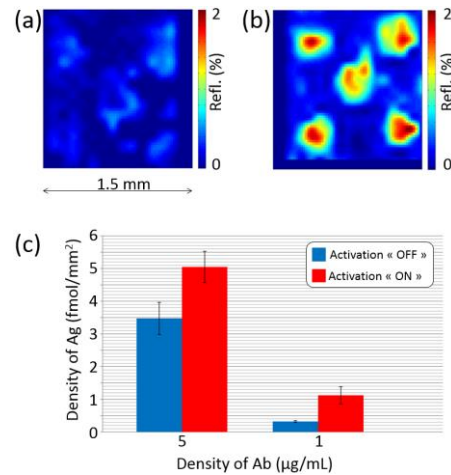 (a)
2
Refl. (%)
0
1.5 mm
(b)
2
Refl. (%)
0
(c)
Density of Ag (fmol/mm²)
6
5
4
3
2
1
0
Activation « OFF »
Activation « ON »
5
1
Density of Ab (µg/mL)